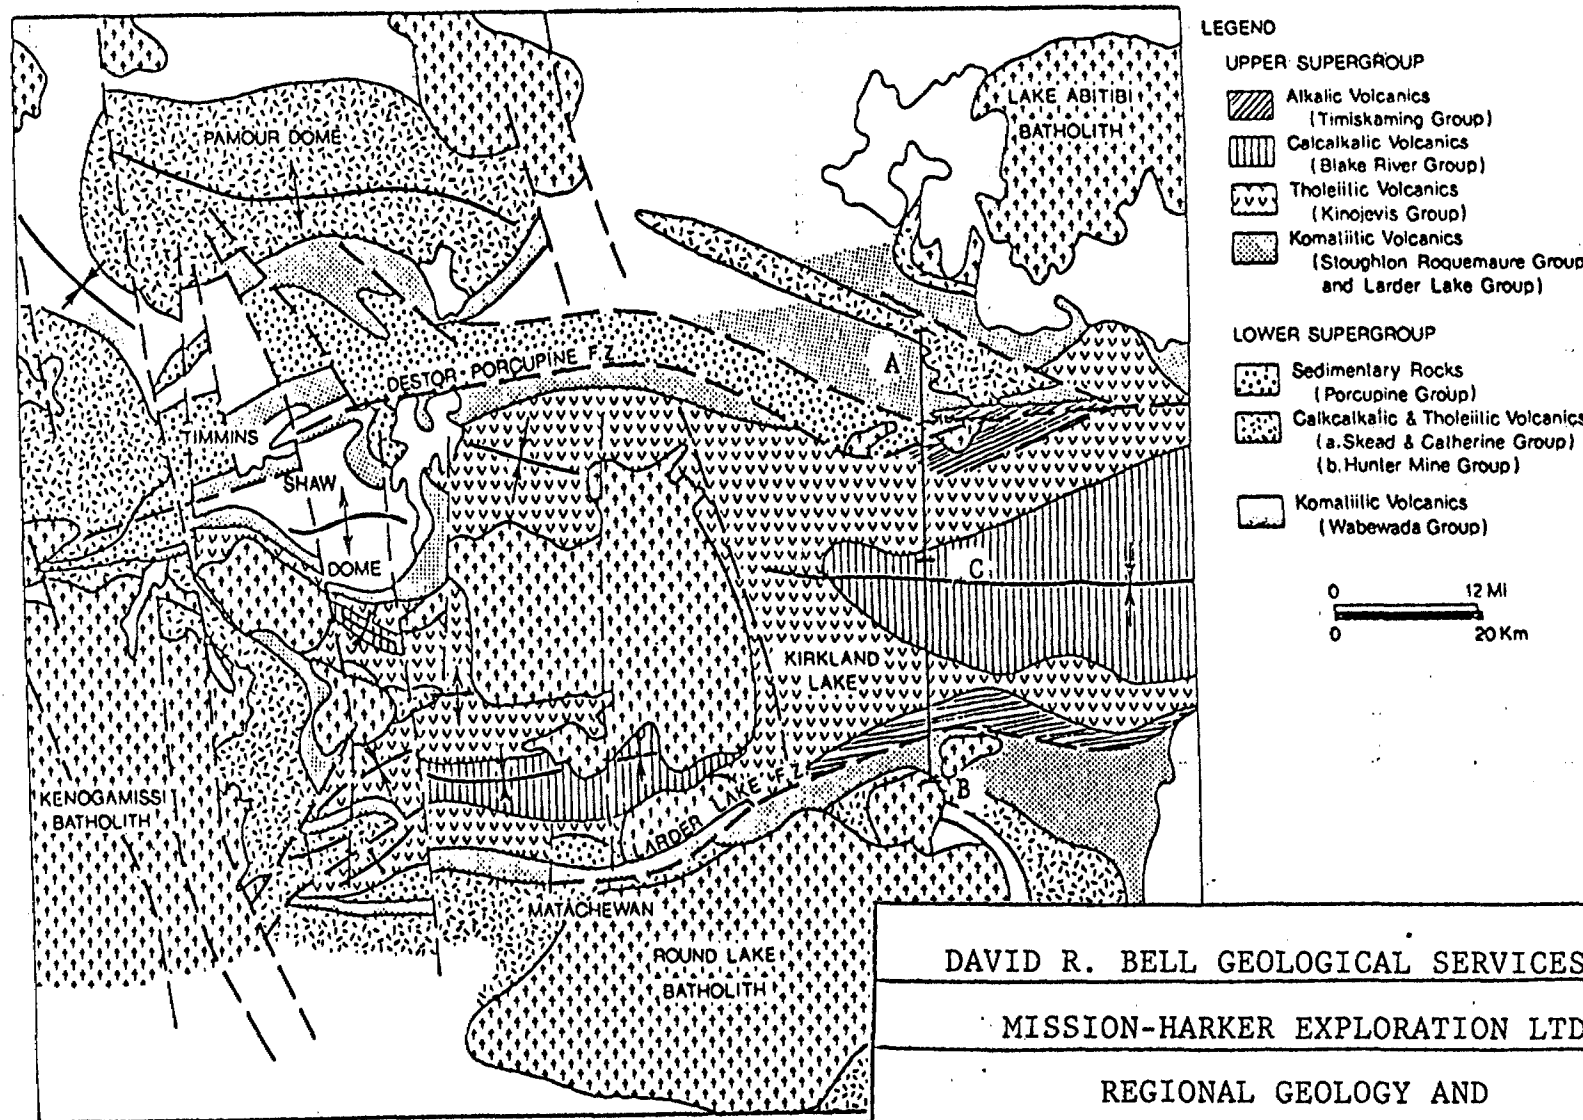 LAKE ABITIBI
BATHOLITH
PAMOUR DOME
A
DESTOR-PORCUPINE F.Z.
TIMMINS
SHAW
DOME
C
KIRKLAND
LAKE
KENOGAMISSI
BATHOLITH
LARDER LAKE F.Z.
B
MATACHEWAN
ROUND LAKE
BATHOLITH
LEGEND
UPPER SUPERGROUP
Alkalic Volcanics
(Timiskaming Group)
Calcalkalic Volcanics
(Blake River Group)
Tholeiitic Volcanics
(Kinojevis Group)
Komatiitic Volcanics
(Stoughton Roquemaure Group
and Larder Lake Group)
LOWER SUPERGROUP
Sedimentary Rocks
(Porcupine Group)
Calkcalkalic & Tholeiitic Volcanics
(a. Skead & Catherine Group)
(b. Hunter Mine Group)
Komatiitic Volcanics
(Wabewada Group)
0 12 MI
0 20 Km
DAVID R. BELL GEOLOGICAL SERVICES
MISSION-HARKER EXPLORATION LTD
REGIONAL GEOLOGY AND